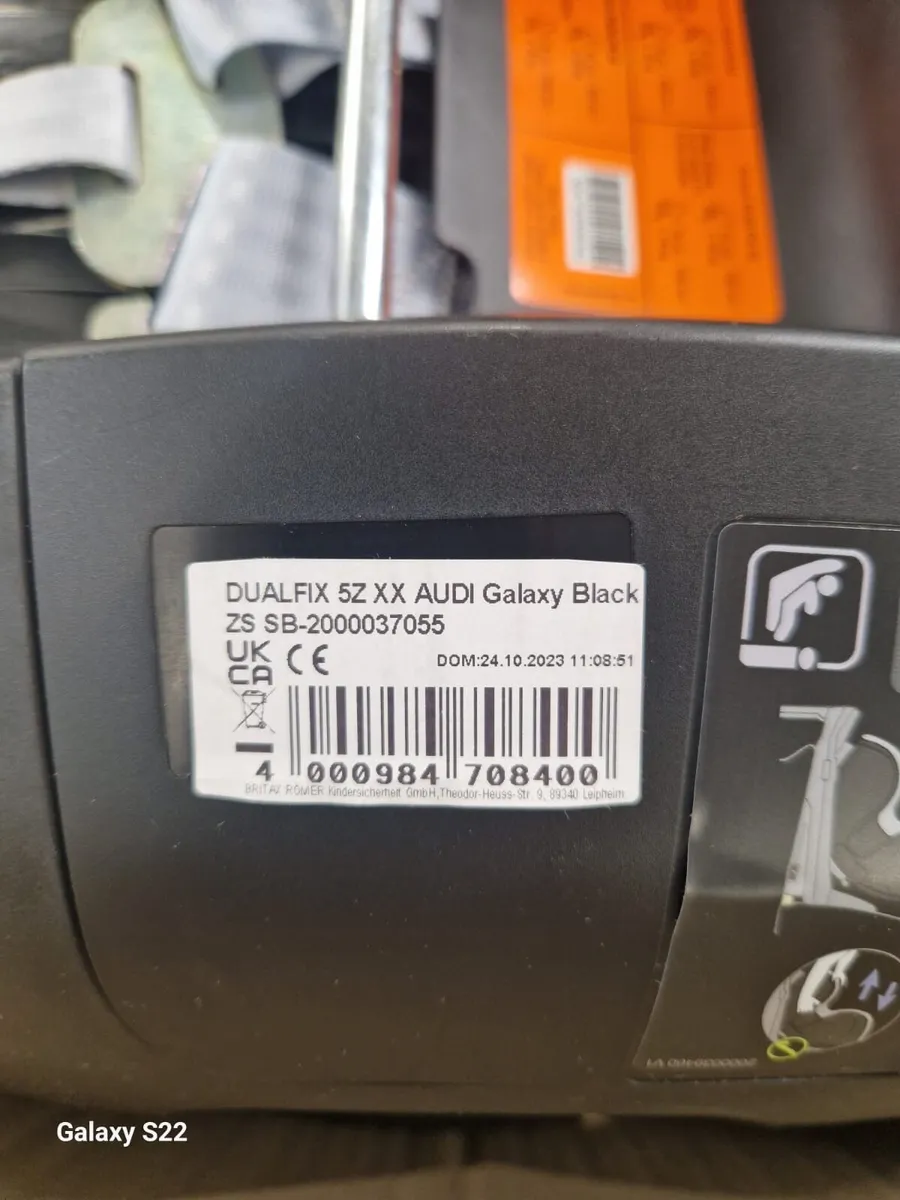 DUALFIX 5Z XX AUDI Galaxy Black
ZS SB-2000037055
UK
CA
CE
DOM:24.10.2023 11:08:51
4 000984 708400
BRITAX RÖMER Kindersicherheit GmbH, Theodor-Heuss-Str. 9, 89340 Leipheim
Galaxy S22